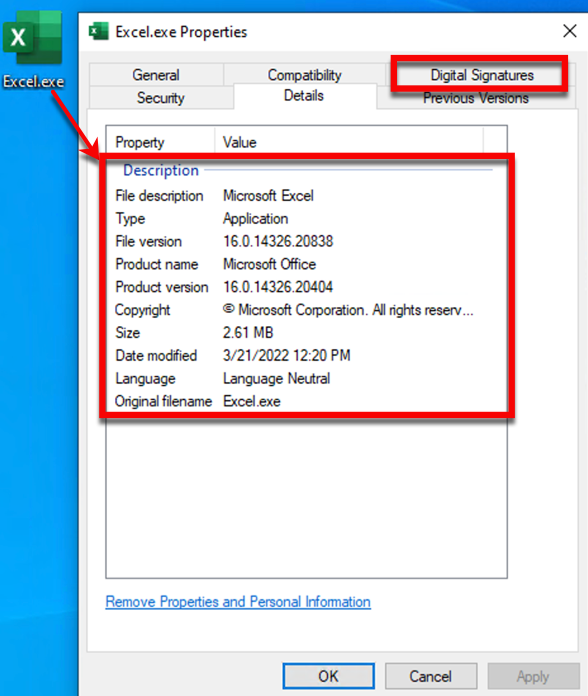 Excel.exe
X
Excel.exe Properties
General Compatibility Digital Signatures
Security Details Previous Versions
Property Value
Description
File description Microsoft Excel
Type Application
File version 16.0.14326.20838
Product name Microsoft Office
Product version 16.0.14326.20404
Copyright © Microsoft Corporation. All rights reserv...
Size 2.61 MB
Date modified 3/21/2022 12:20 PM
Language Language Neutral
Original filename Excel.exe
Remove Properties and Personal Information
OK Cancel Apply